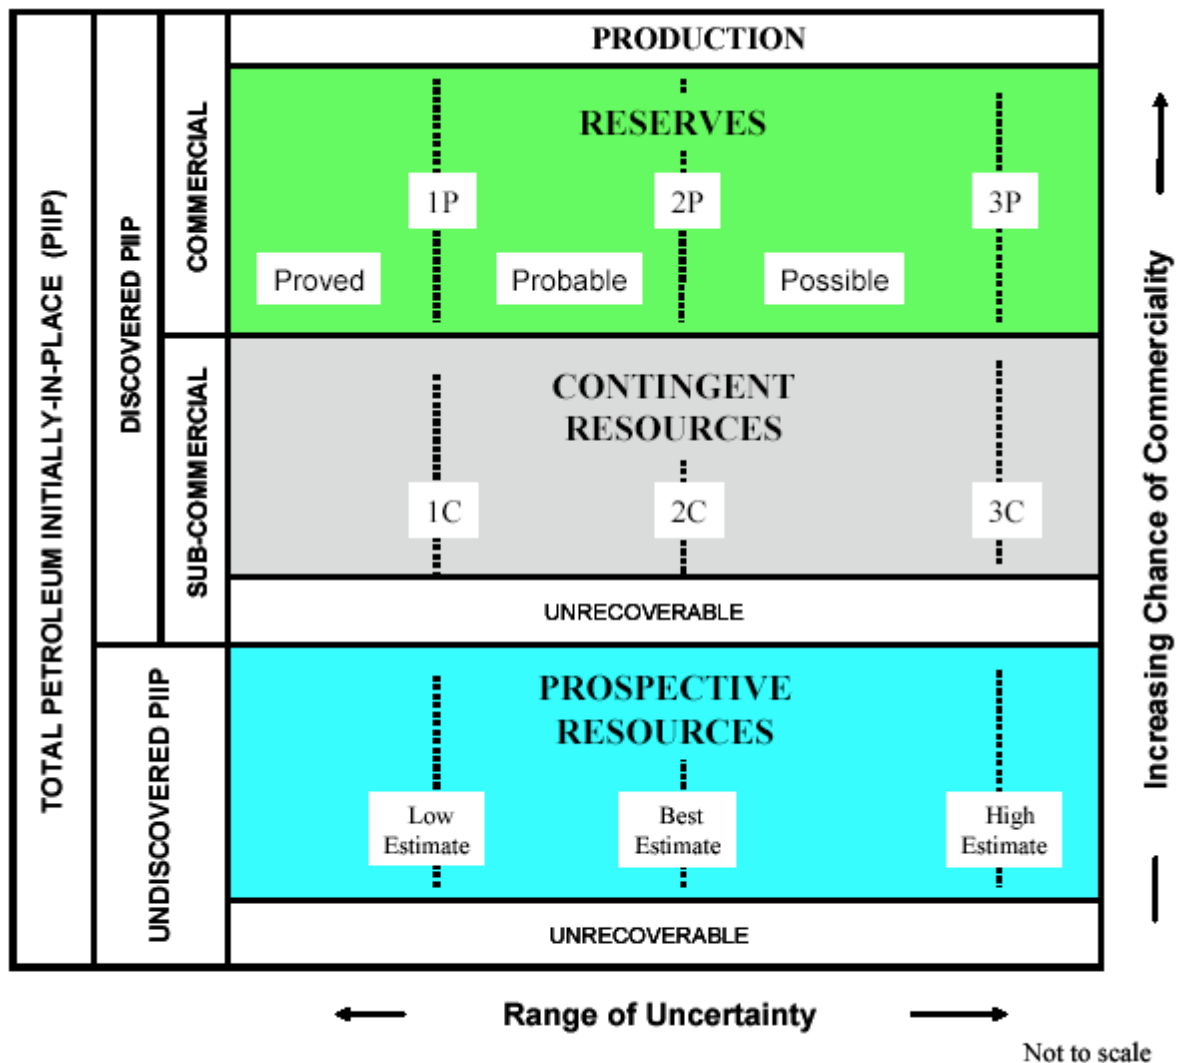 TOTAL PETROLEUM INITIALLY-IN-PLACE (PIIP)
DISCOVERED PIIP
UNDISCOVERED PIIP
COMMERCIAL
SUB-COMMERCIAL
PRODUCTION
RESERVES
1P
2P
3P
Proved
Probable
Possible
CONTINGENT
RESOURCES
1C
2C
3C
UNRECOVERABLE
PROSPECTIVE
RESOURCES
Low
Estimate
Best
Estimate
High
Estimate
UNRECOVERABLE
Increasing Chance of Commerciality
Range of Uncertainty
Not to scale